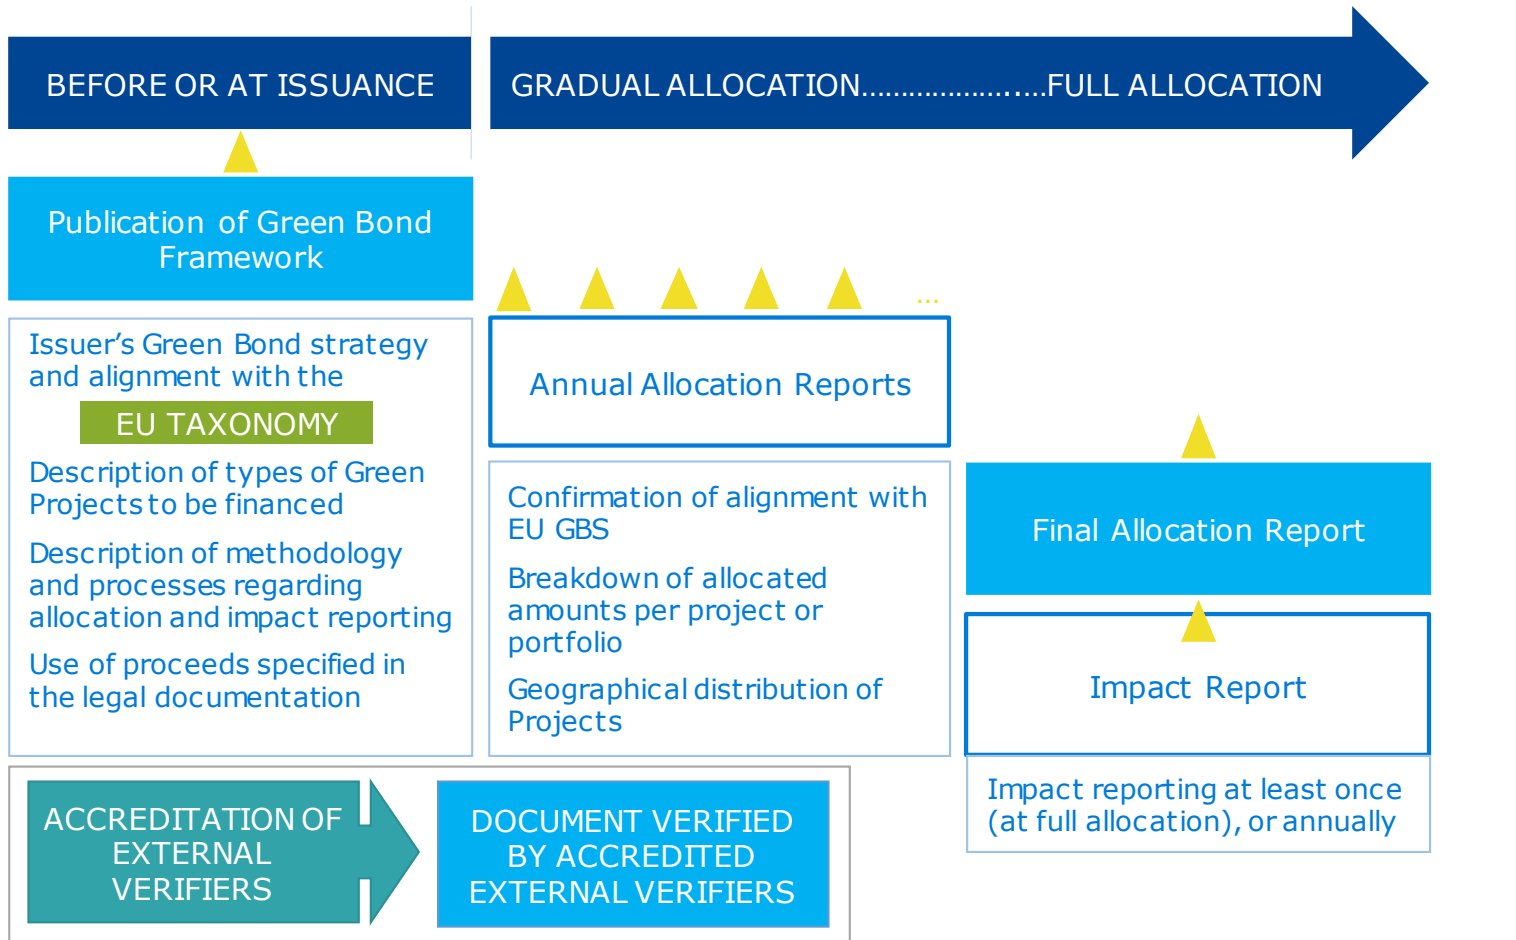 BEFORE OR AT ISSUANCE
GRADUAL ALLOCATION.......................FULL ALLOCATION
Publication of Green Bond
Framework
Issuer’s Green Bond strategy
and alignment with the
EU TAXONOMY
Description of types of Green
Projects to be financed
Description of methodology
and processes regarding
allocation and impact reporting
Use of proceeds specified in
the legal documentation
...
Annual Allocation Reports
Confirmation of alignment with
EU GBS
Breakdown of allocated
amounts per project or
portfolio
Geographical distribution of
Projects
Final Allocation Report
Impact Report
Impact reporting at least once
(at full allocation), or annually
ACCREDITATION OF
EXTERNAL
VERIFIERS
DOCUMENT VERIFIED
BY ACCREDITED
EXTERNAL VERIFIERS